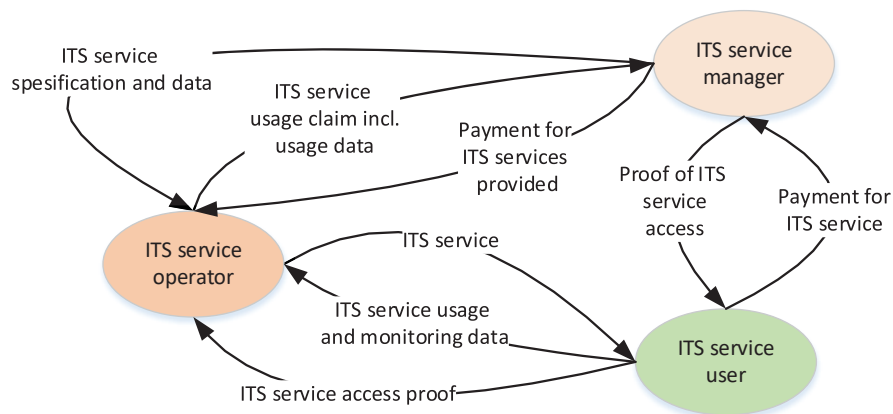 ITS service
spesification and data
ITS service
manager
ITS service
usage claim incl.
usage data
Payment for
ITS services
provided
Proof of ITS
service
access
Payment for
ITS service
ITS service
operator
ITS service
ITS service usage
and monitoring data
ITS service
user
ITS service access proof